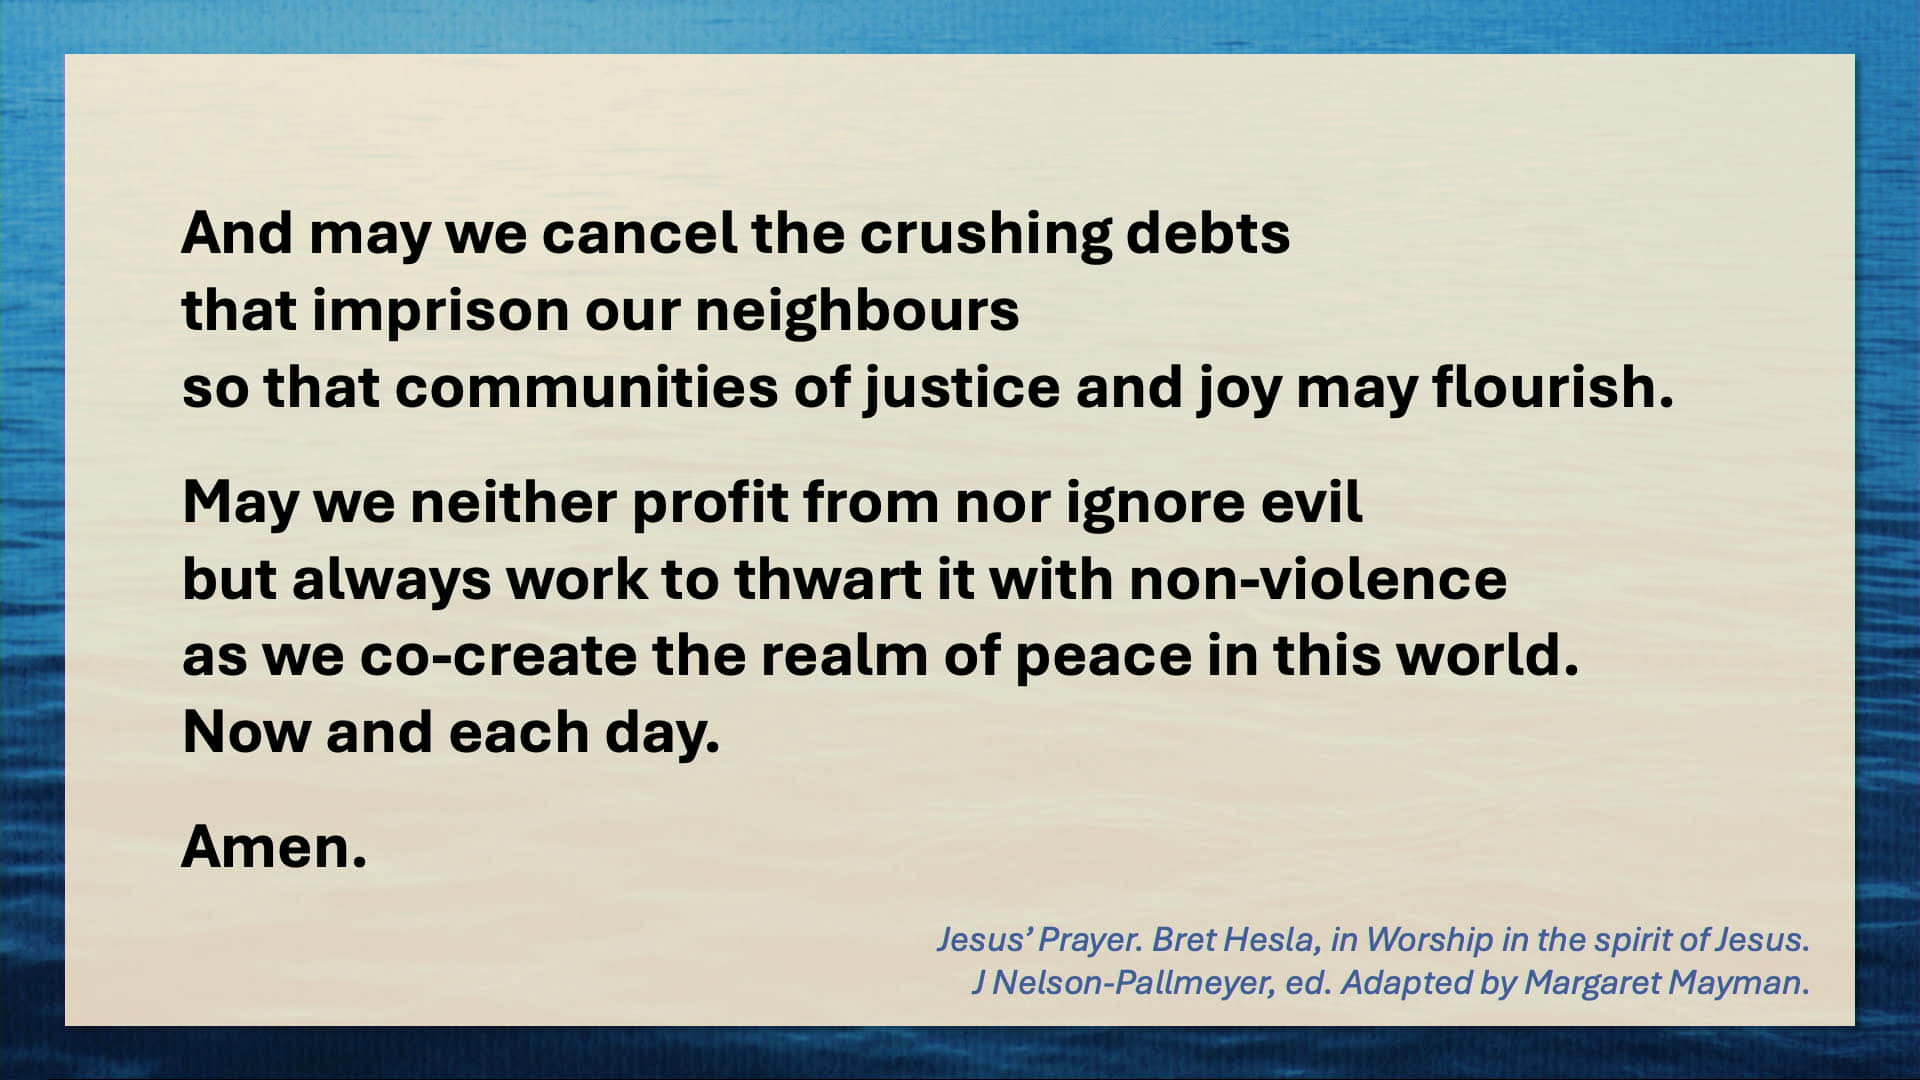 And may we cancel the crushing debts
that imprison our neighbours
so that communities of justice and joy may flourish.
May we neither profit from nor ignore evil
but always work to thwart it with non-violence
as we co-create the realm of peace in this world.
Now and each day.
Amen.
Jesus’ Prayer. Bret Hesla, in Worship in the spirit of Jesus.
J Nelson-Pallmeyer, ed. Adapted by Margaret Mayman.